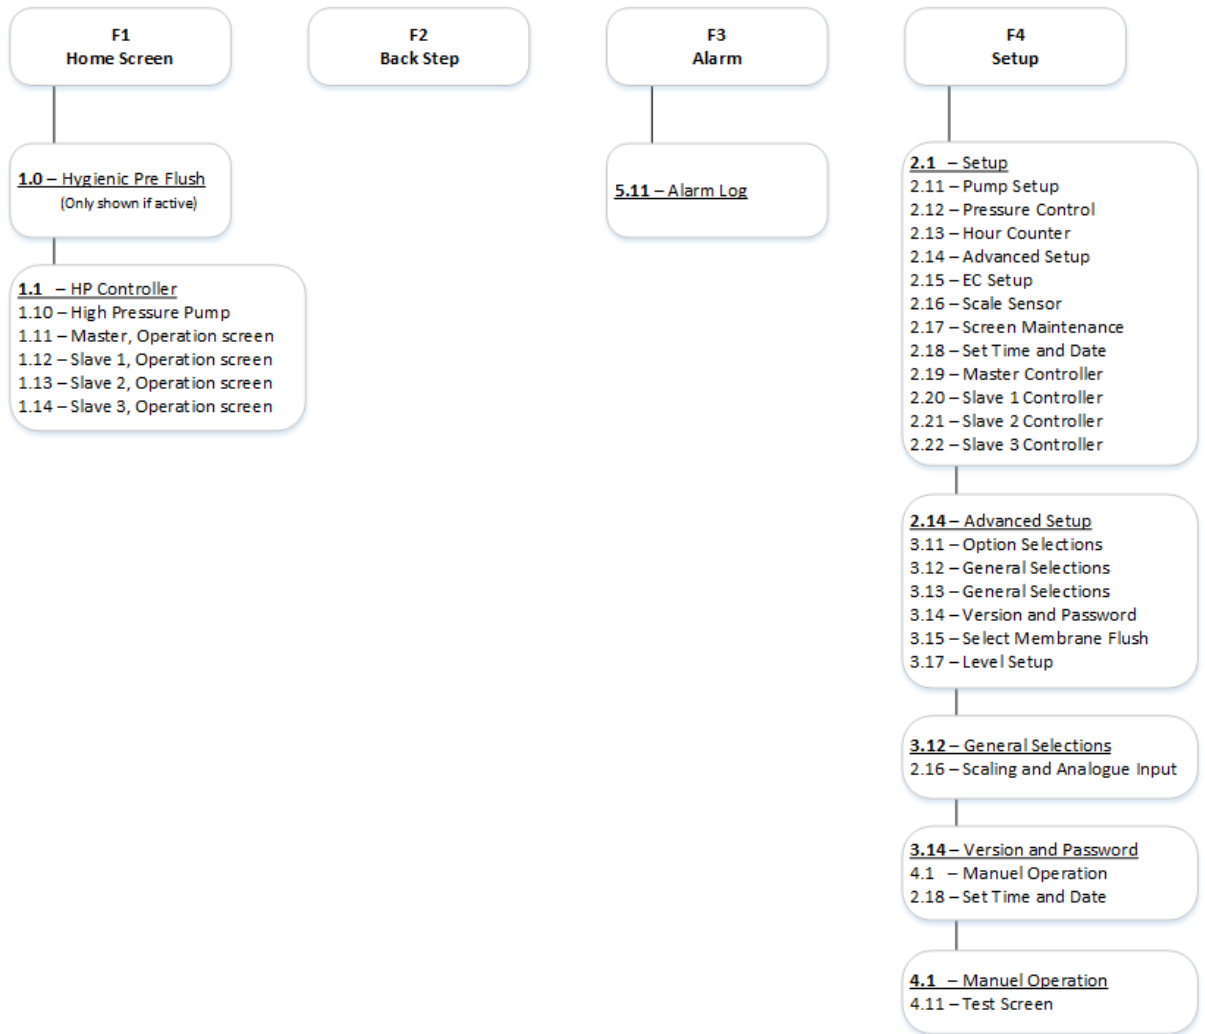 F1
Home Screen
F2
Back Step
F3
Alarm
F4
Setup
1.0 – Hygienic Pre Flush
(Only shown if active)
1.1 – HP Controller
1.10 – High Pressure Pump
1.11 – Master, Operation screen
1.12 – Slave 1, Operation screen
1.13 – Slave 2, Operation screen
1.14 – Slave 3, Operation screen
5.11 – Alarm Log
2.1 – Setup
2.11 – Pump Setup
2.12 – Pressure Control
2.13 – Hour Counter
2.14 – Advanced Setup
2.15 – EC Setup
2.16 – Scale Sensor
2.17 – Screen Maintenance
2.18 – Set Time and Date
2.19 – Master Controller
2.20 – Slave 1 Controller
2.21 – Slave 2 Controller
2.22 – Slave 3 Controller
2.14 – Advanced Setup
3.11 – Option Selections
3.12 – General Selections
3.13 – General Selections
3.14 – Version and Password
3.15 – Select Membrane Flush
3.17 – Level Setup
3.12 – General Selections
2.16 – Scaling and Analogue Input
3.14 – Version and Password
4.1 – Manuel Operation
2.18 – Set Time and Date
4.1 – Manuel Operation
4.11 – Test Screen